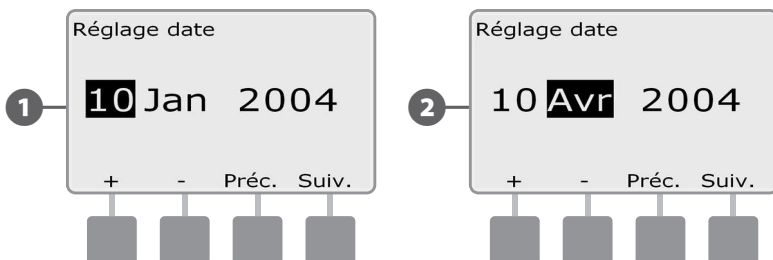 Réglage date
1
10 Jan 2004
+ - Préc. Suiv.
Réglage date
2
10 Avr 2004
+ - Préc. Suiv.